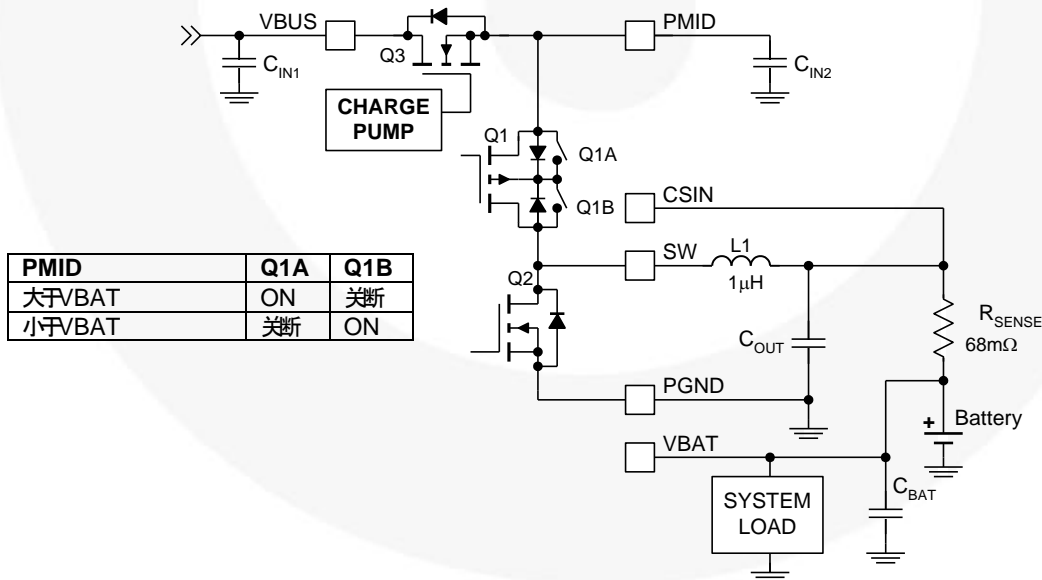 VBUS
PMID
Q3
C_IN1
C_IN2
CHARGE
PUMP
Q1
Q1A
Q1B
CSIN
SW
L1
1μH
PMID Q1A Q1B
大于VBAT ON 关断
小于VBAT 关断 ON
Q2
R_SENSE
68mΩ
C_OUT
PGND
+ Battery
VBAT
C_BAT
SYSTEM
LOAD